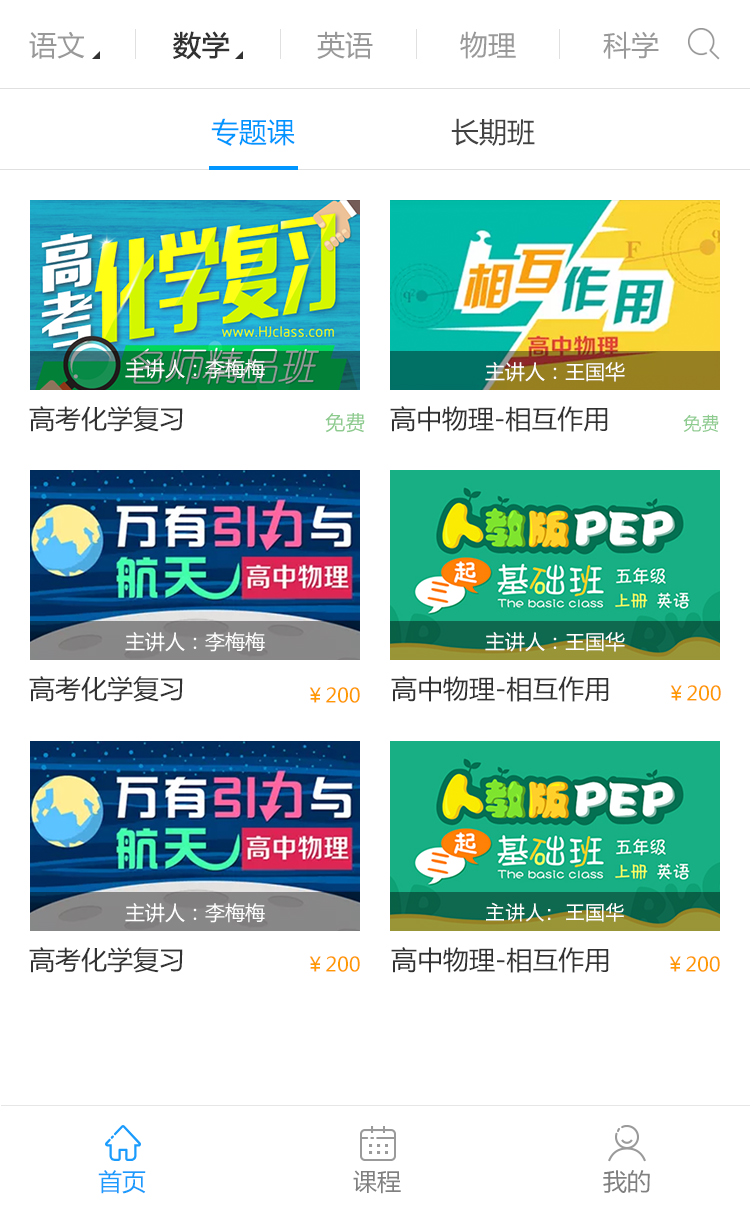 语文 数学 英语 物理 科学
专题课 长期班
高考
化学复习
www.HJclass.com
名师精品班
主讲人：李梅梅
高考化学复习 免费
相互作用
F
高中物理
主讲人：王国华
高中物理-相互作用 免费
万有引力与
航天 高中物理
主讲人：李梅梅
高考化学复习 ¥200
人教版PEP
三起 基础班 五年级
The basic class 上册 英语
主讲人：王国华
高中物理-相互作用 ¥200
万有引力与
航天 高中物理
主讲人：李梅梅
高考化学复习 ¥200
人教版PEP
三起 基础班 五年级
The basic class 上册 英语
主讲人：王国华
高中物理-相互作用 ¥200
首页 课程 我的